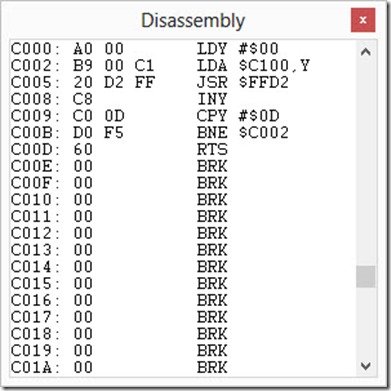 Disassembly
x
C000: A0 00 LDY #$00
C002: B9 00 C1 LDA $C100,Y
C005: 20 D2 FF JSR $FFD2
C008: C8 INY
C009: C0 0D CPY #$0D
C00B: D0 F5 BNE $C002
C00D: 60 RTS
C00E: 00 BRK
C00F: 00 BRK
C010: 00 BRK
C011: 00 BRK
C012: 00 BRK
C013: 00 BRK
C014: 00 BRK
C015: 00 BRK
C016: 00 BRK
C017: 00 BRK
C018: 00 BRK
C019: 00 BRK
C01A: 00 BRK